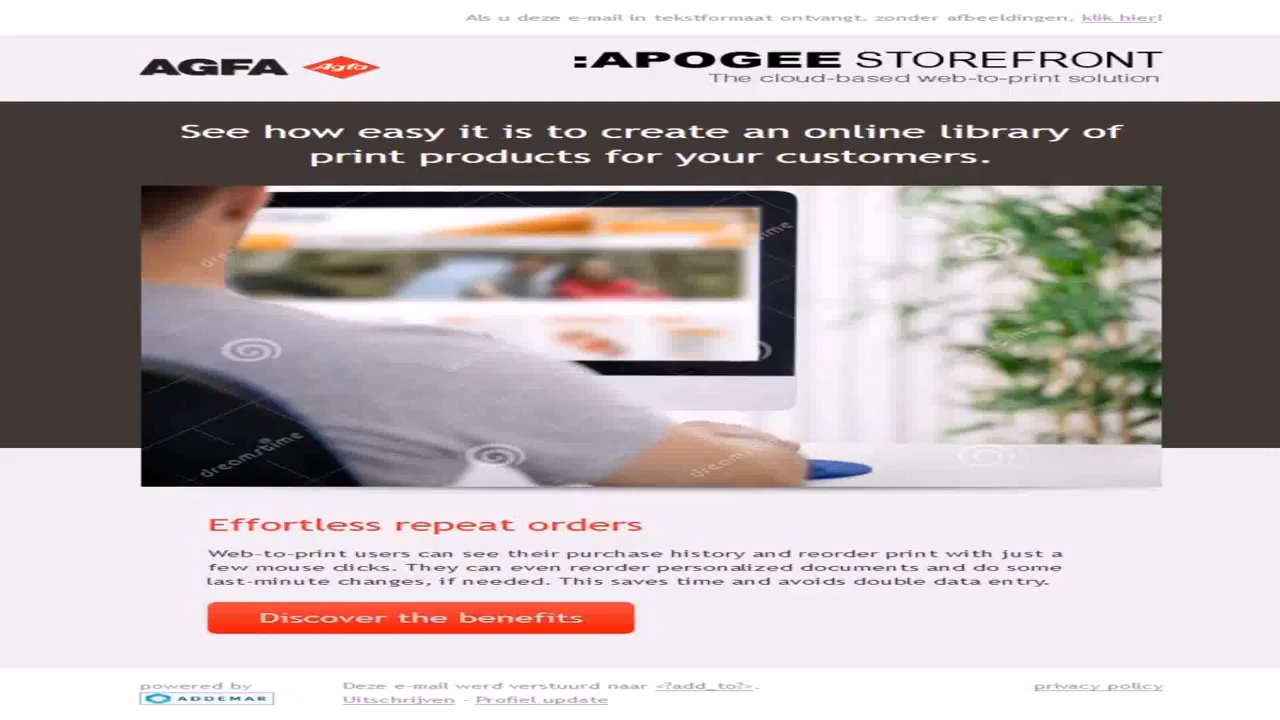 Als u deze e-mail in tekstformaat ontvangt, zonder afbeeldingen, klik hier!
AGFA Agfa
:APOGEE STOREFRONT
The cloud-based web-to-print solution
See how easy it is to create an online library of
print products for your customers.
dreamstime
dreamstime
Effortless repeat orders
Web-to-print users can see their purchase history and reorder print with just a
few mouse clicks. They can even reorder personalized documents and do some
last-minute changes, if needed. This saves time and avoids double data entry.
Discover the benefits
powered by
ADDEMAR
Deze e-mail werd verstuurd naar <?add_to?>.
Uitschrijven - Profiel update
privacy policy